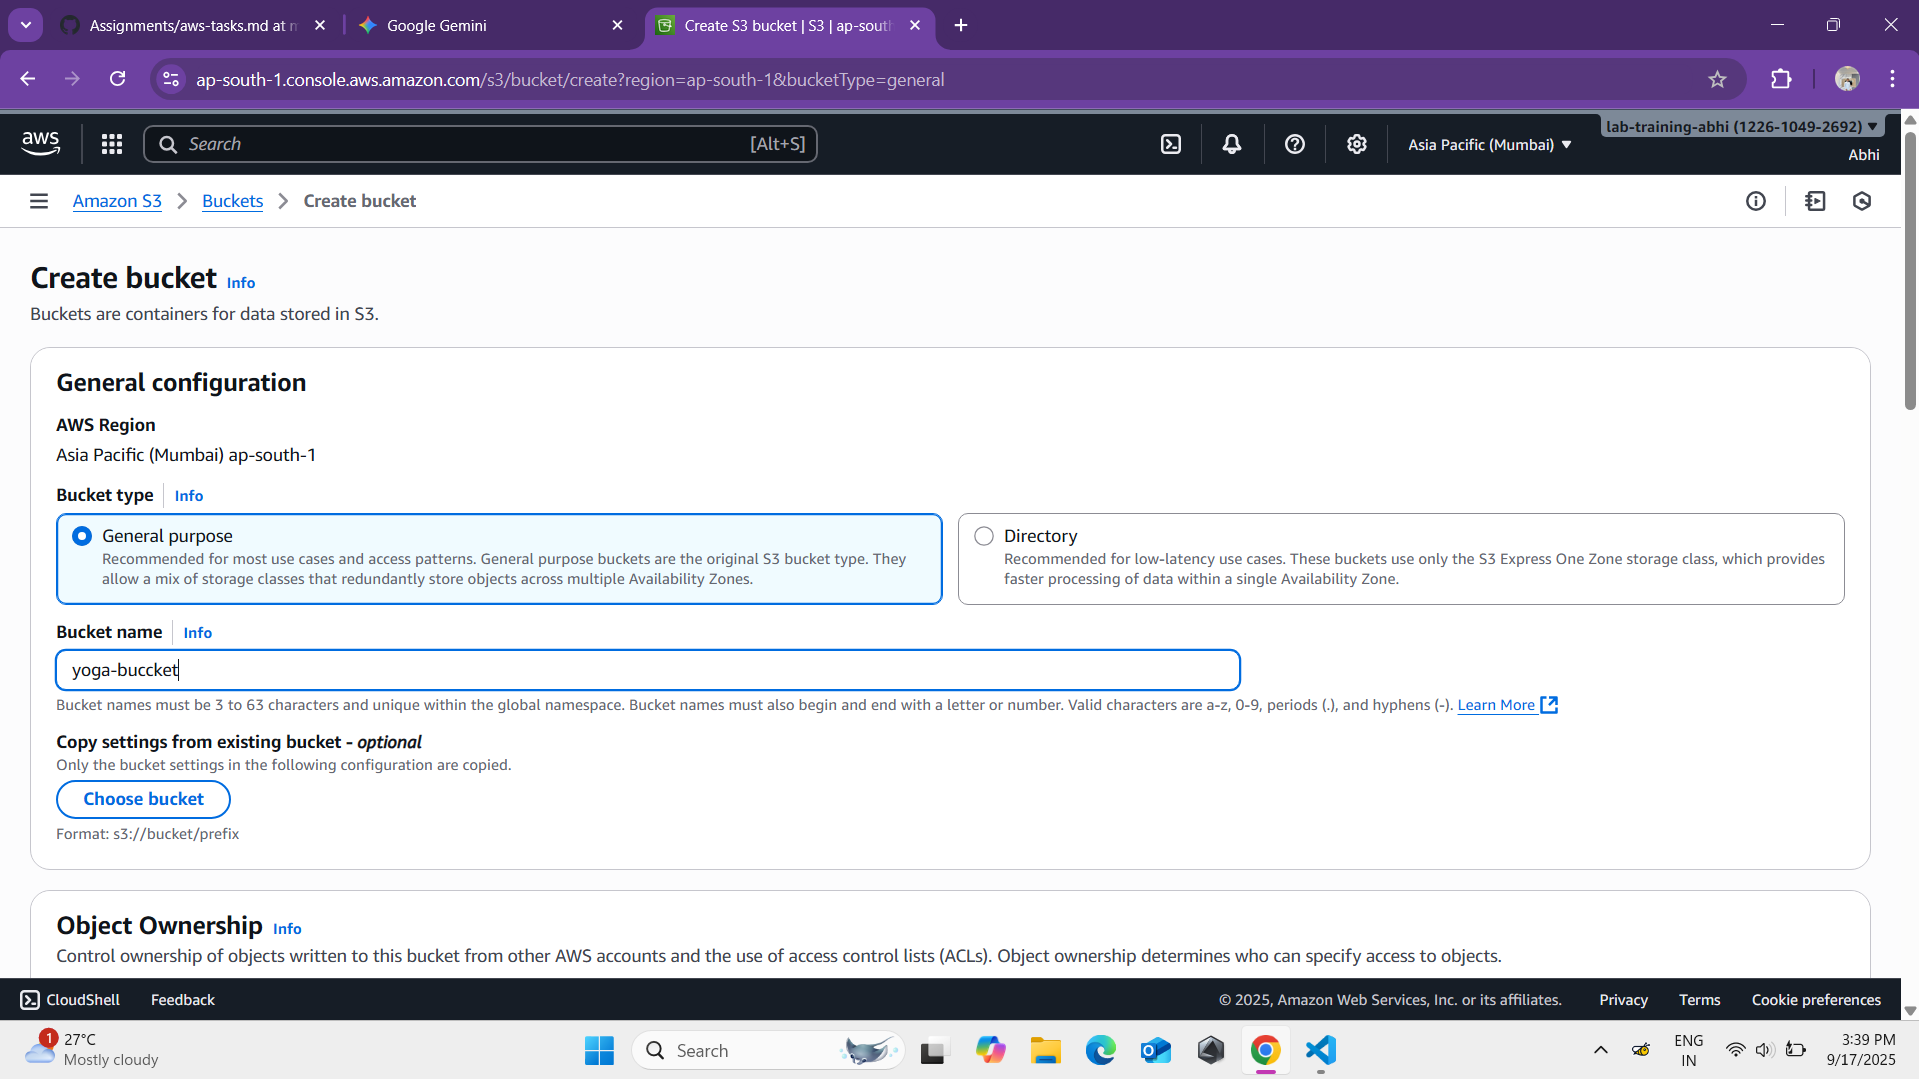 Assignments/aws-tasks.md at m
Google Gemini
Create S3 bucket | S3 | ap-sout
ap-south-1.console.aws.amazon.com/s3/bucket/create?region=ap-south-1&bucketType=general
aws
Search
[Alt+S]
Asia Pacific (Mumbai)
lab-training-abhi (1226-1049-2692)
Abhi
Amazon S3
Buckets
Create bucket
Create bucket Info
Buckets are containers for data stored in S3.
General configuration
AWS Region
Asia Pacific (Mumbai) ap-south-1
Bucket type Info
General purpose
Recommended for most use cases and access patterns. General purpose buckets are the original S3 bucket type. They
allow a mix of storage classes that redundantly store objects across multiple Availability Zones.
Directory
Recommended for low-latency use cases. These buckets use only the S3 Express One Zone storage class, which provides
faster processing of data within a single Availability Zone.
Bucket name Info
yoga-buccket
Bucket names must be 3 to 63 characters and unique within the global namespace. Bucket names must also begin and end with a letter or number. Valid characters are a-z, 0-9, periods (.), and hyphens (-). Learn More
Copy settings from existing bucket - optional
Only the bucket settings in the following configuration are copied.
Choose bucket
Format: s3://bucket/prefix
Object Ownership Info
Control ownership of objects written to this bucket from other AWS accounts and the use of access control lists (ACLs). Object ownership determines who can specify access to objects.
CloudShell
Feedback
© 2025, Amazon Web Services, Inc. or its affiliates.
Privacy
Terms
Cookie preferences
1
27°C
Mostly cloudy
Search
ENG
IN
3:39 PM
9/17/2025